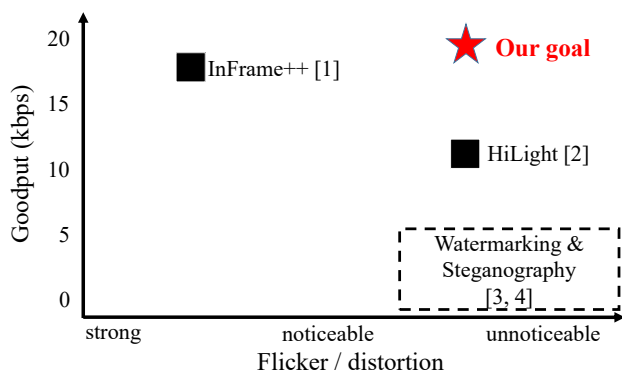 20
Our goal
InFrame++ [1]
15
Goodput (kbps)
HiLight [2]
10
5
Watermarking &
Steganography
[3, 4]
0
strong
noticeable
unnoticeable
Flicker / distortion